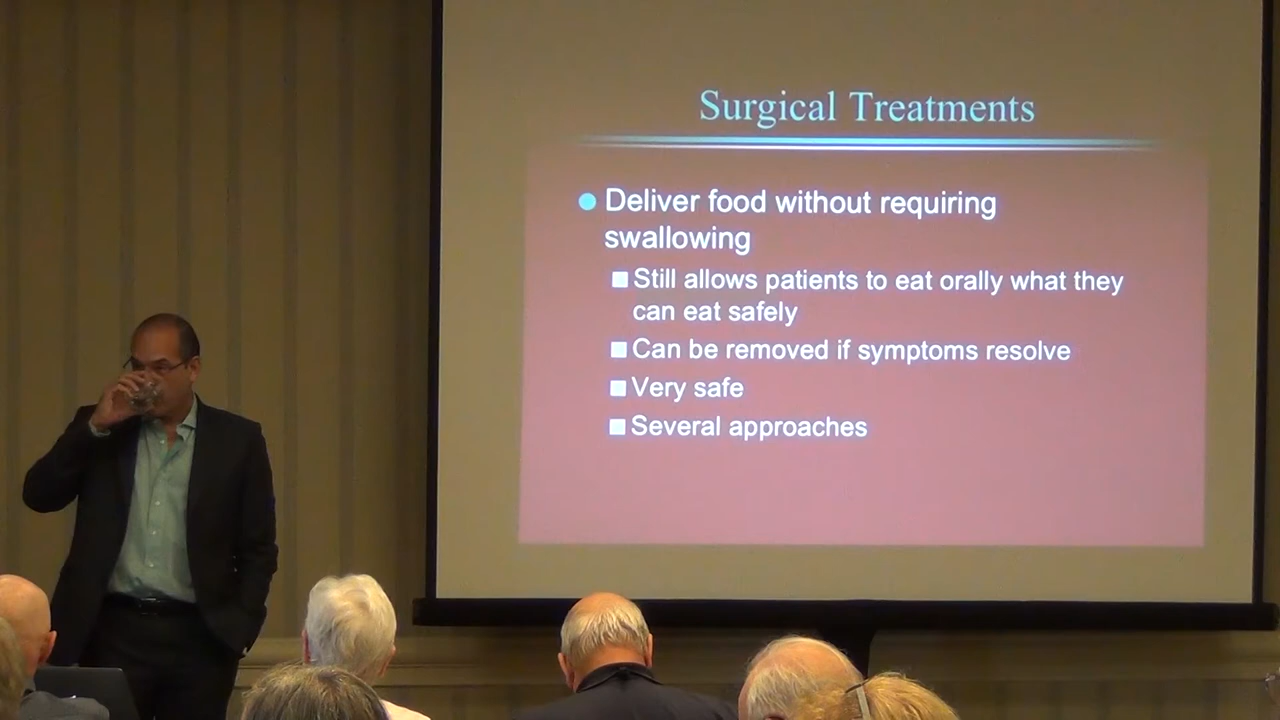 Surgical Treatments
Deliver food without requiring
swallowing
Still allows patients to eat orally what they
can eat safely
Can be removed if symptoms resolve
Very safe
Several approaches